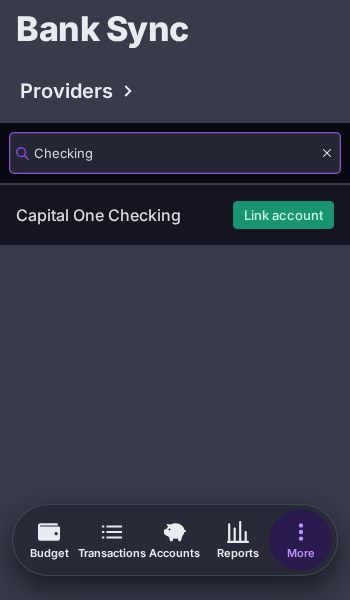 Bank Sync
Providers
Checking
Capital One Checking
Link account
Budget
Transactions
Accounts
Reports
More